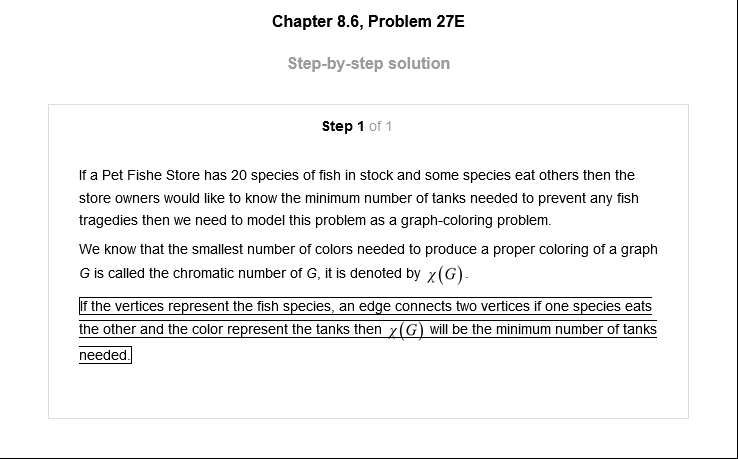 Chapter 8.6, Problem 27E
Step-by-step solution
Step 1 of 1
If a Pet Fishe Store has 20 species of fish in stock and some species eat others then the
store owners would like to know the minimum number of tanks needed to prevent any fish
tragedies then we need to model this problem as a graph-coloring problem.
We know that the smallest number of colors needed to produce a proper coloring of a graph
G is called the chromatic number of G, it is denoted by χ(G).
If the vertices represent the fish species, an edge connects two vertices if one species eats
the other and the color represent the tanks then χ(G) will be the minimum number of tanks
needed.